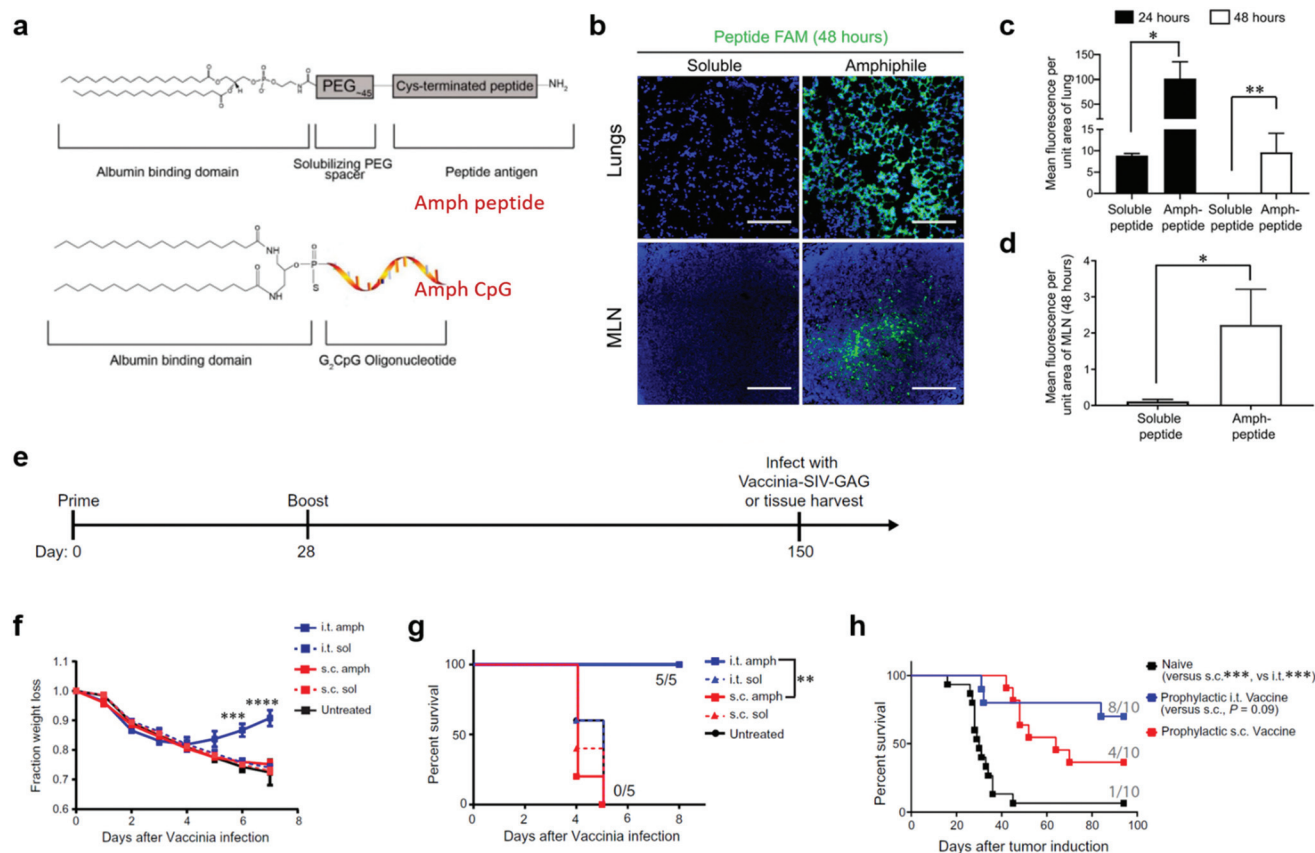 a
PEG~45
Cys-terminated peptide
NH2
Albumin binding domain
Solubilizing PEG
spacer
Peptide antigen
Amph peptide
O
NH
O
P
S
NH
O
Amph CpG
Albumin binding domain
G2CpG Oligonucleotide
b
Peptide FAM (48 hours)
Soluble
Amphiphile
Lungs
MLN
c
24 hours
48 hours
Mean fluorescence per
unit area of lung
150
100
50
15
10
5
0
*
**
Soluble
peptide
Amph-
peptide
Soluble
peptide
Amph-
peptide
d
Mean fluorescence per
unit area of MLN (48 hours)
4
3
2
1
0
*
Soluble
peptide
Amph-
peptide
e
Prime
Boost
Infect with
Vaccinia-SIV-GAG
or tissue harvest
Day: 0
28
150
f
Fraction weight loss
1.1
1.0
0.9
0.8
0.7
0.6
0 2 4 6 8
Days after Vaccinia infection
***
****
i.t. amph
i.t. sol
s.c. amph
s.c. sol
Untreated
g
Percent survival
100
50
0
0 2 4 6 8
Days after Vaccinia infection
5/5
0/5
i.t. amph
i.t. sol
s.c. amph
s.c. sol
Untreated
**
h
Percent survival
100
50
0
0 20 40 60 80 100
Days after tumor induction
8/10
4/10
1/10
Naive
(versus s.c.***, vs i.t.***)
Prophylactic i.t. Vaccine
(versus s.c., P = 0.09)
Prophylactic s.c. Vaccine